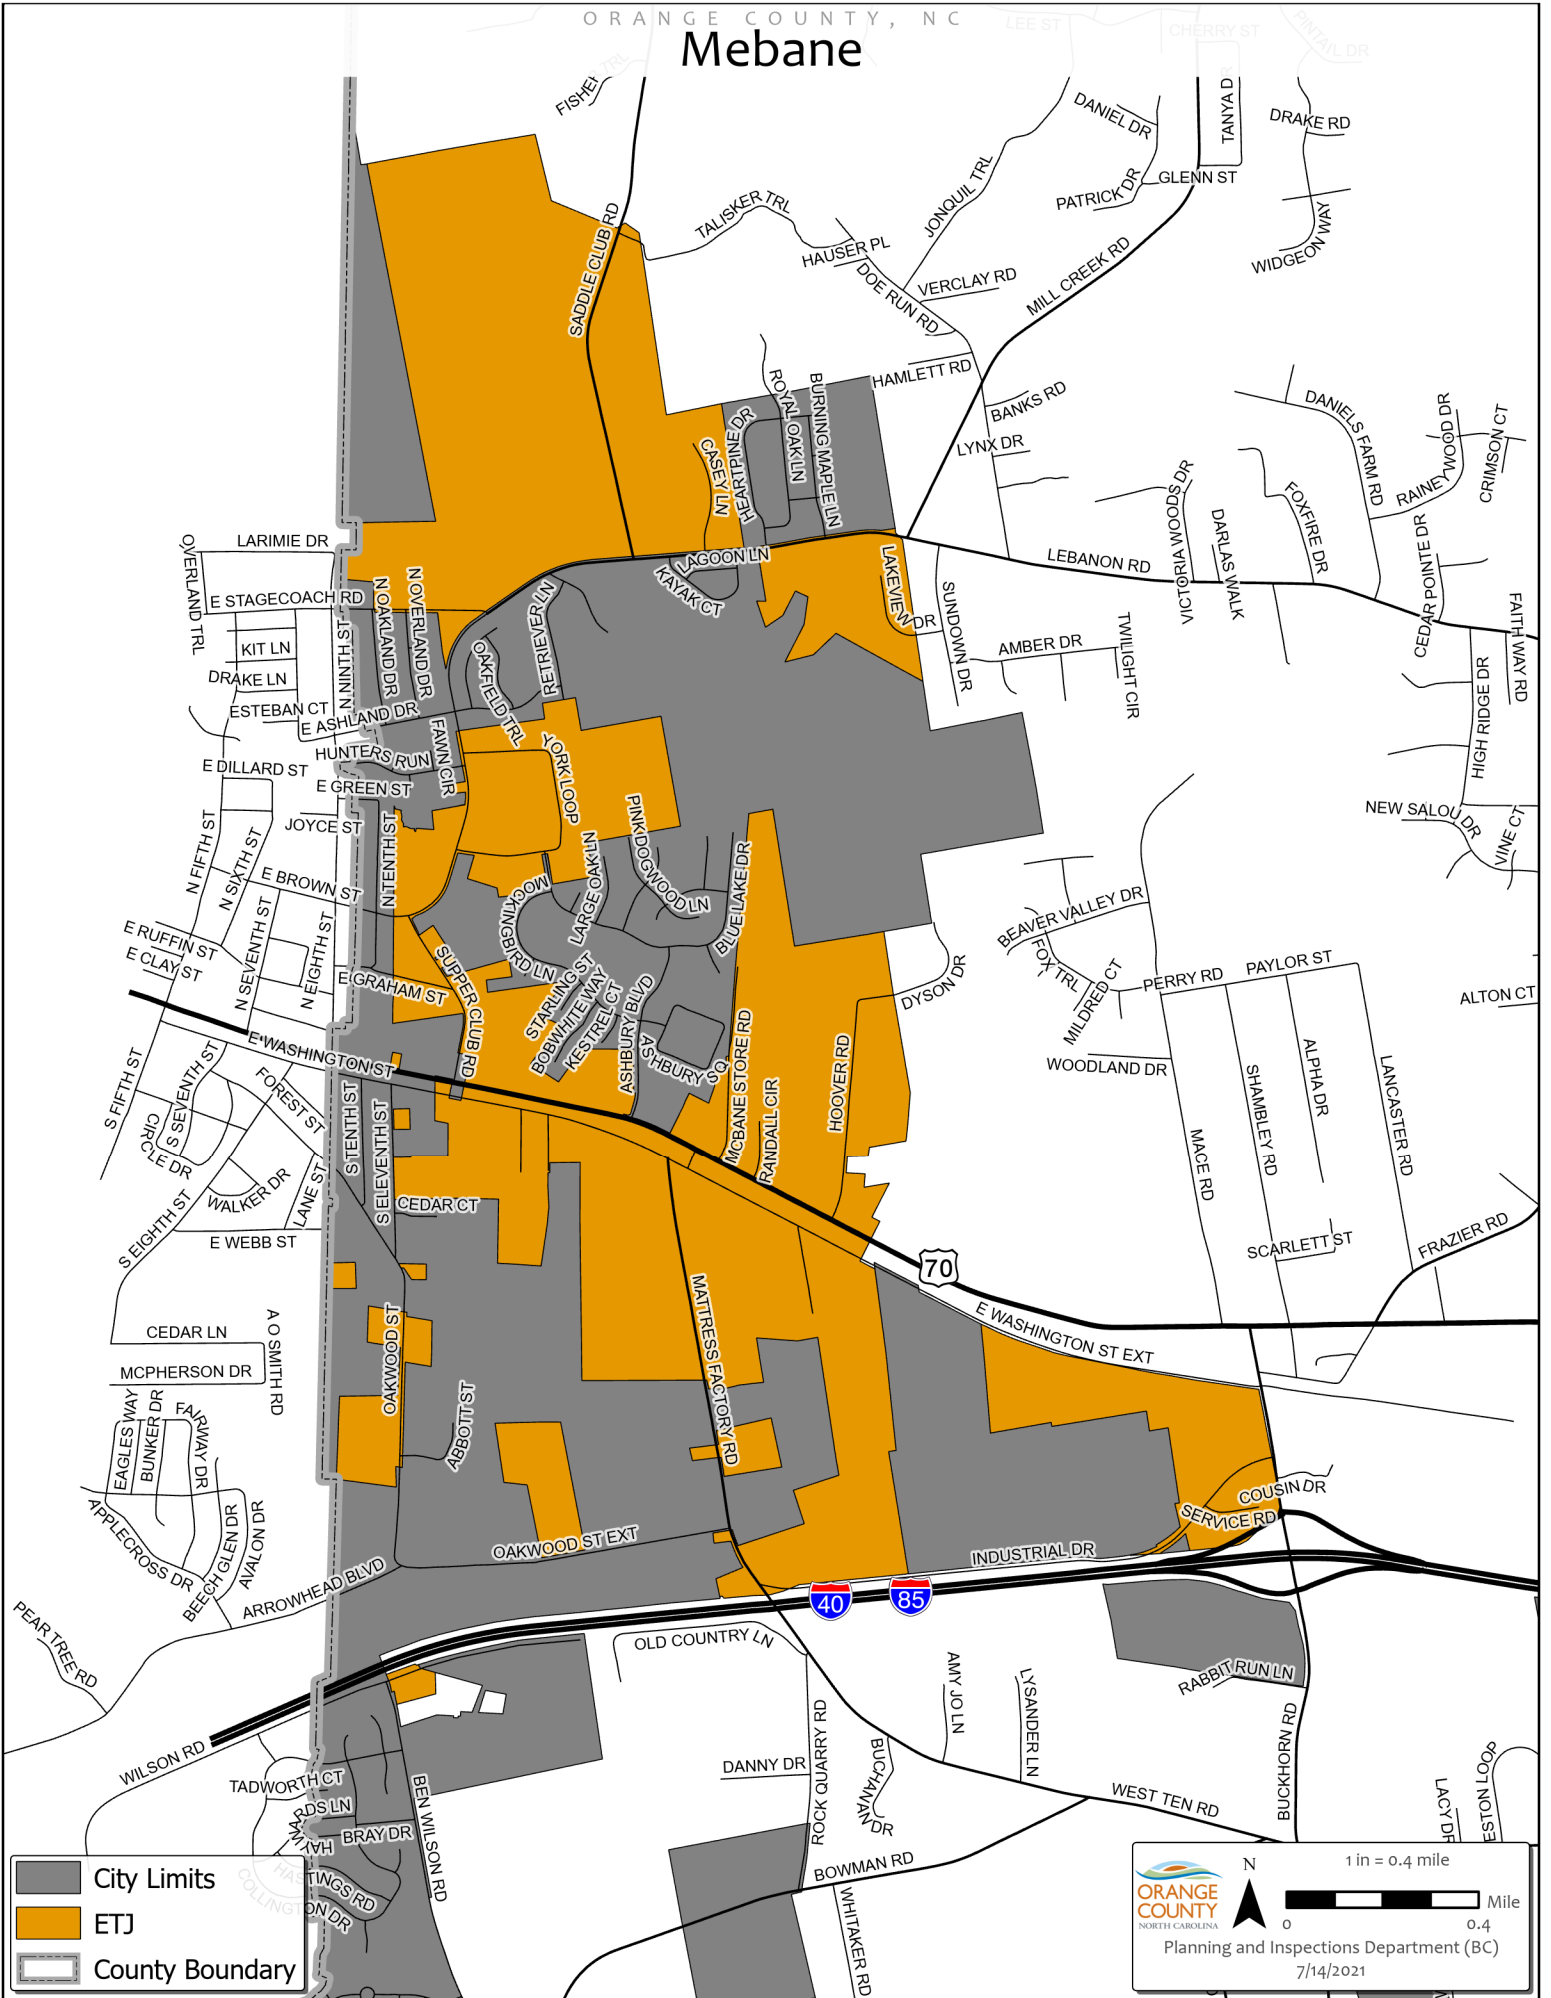 ORANGE COUNTY, NC
Mebane
LEE ST
CHERRY ST
PINTAIL DR
FISHER TRL
DANIEL DR
TANYA DR
DRAKE RD
JONQUIL TRL
PATRICK DR
GLENN ST
TALISKER TRL
SADDLE CLUB RD
HAUSER PL
WIDGEON WAY
DOE RUN RD
VERCLAY RD
MILL CREEK RD
HAMLETT RD
BANKS RD
LYNX DR
ROYAL OAK LN
BURNING MAPLE LN
HEARTPINE DR
CASEY LN
DANIELS FARM RD
RAINEY WOOD DR
CRIMSON CT
VICTORIA WOODS DR
DARLAS WALK
FOXFIRE DR
CEDAR POINTE DR
LEBANON RD
FAITH WAY RD
LARIMIE DR
OVERLAND TRL
E STAGECOACH RD
N OAKLAND DR
N OVERLAND DR
N NINTH ST
LAGOON LN
KAYAK CT
RETRIEVER LN
LAKEVIEW DR
SUNDOWN DR
AMBER DR
TWILIGHT CIR
HIGH RIDGE DR
KIT LN
DRAKE LN
ESTEBAN CT
E ASHLAND DR
OAKFIELD TRL
HUNTERS RUN
FAWN CIR
E DILLARD ST
E GREEN ST
JOYCE ST
N TENTH ST
YORK LOOP
PINKDOGWOOD LN
LARGE OAK LN
BLUE LAKE DR
MOCKINGBIRD LN
NEW SALOU DR
VINE CT
N FIFTH ST
N SIXTH ST
E BROWN ST
N SEVENTH ST
N EIGHTH ST
E RUFFIN ST
E CLAY ST
E GRAHAM ST
SUPPER CLUB RD
STARLING ST
BOBWHITE WAY
KESTREL CT
ASHBURY BLVD
ASHBURY SQ
MCBANE STORE RD
RANDALL CIR
HOOVER RD
DYSON DR
BEAVER VALLEY DR
FOX TRL
MILDRED CT
PERRY RD
PAYLOR ST
ALTON CT
WOODLAND DR
SHAMBLEY RD
ALPHA DR
LANCASTER RD
MACE RD
SCARLETT ST
FRAZIER RD
E WASHINGTON ST
S FIFTH ST
S SEVENTH ST
FOREST ST
CIRCLE DR
S TENTH ST
S ELEVENTH ST
WALKER DR
LANE ST
S EIGHTH ST
E WEBB ST
CEDAR CT
70
E WASHINGTON ST EXT
CEDAR LN
A O SMITH RD
MCPHERSON DR
OAKWOOD ST
ABBOTT ST
MATTRESS FACTORY RD
EAGLES WAY
BUNKER DR
FAIRWAY DR
APPLECROSS DR
BEECH GLEN DR
AVALON DR
ARROWHEAD BLVD
OAKWOOD ST EXT
COUSIN DR
SERVICE RD
INDUSTRIAL DR
40
85
PEAR TREE RD
OLD COUNTRY LN
AMY JO LN
LYSANDER LN
RABBIT RUN LN
BUCKHORN RD
WILSON RD
TADWORTH CT
RDS LN
BRAY DR
BEN WILSON RD
DANNY DR
ROCK QUARRY RD
BUCHANAN DR
WEST TEN RD
LACY DR
ESTON LOOP
BOWMAN RD
WHITAKER RD
HASTINGS RD
COLLINGTON DR
City Limits
ETJ
County Boundary
ORANGE COUNTY
NORTH CAROLINA
N
1 in = 0.4 mile
Mile
0
0.4
Planning and Inspections Department (BC)
7/14/2021